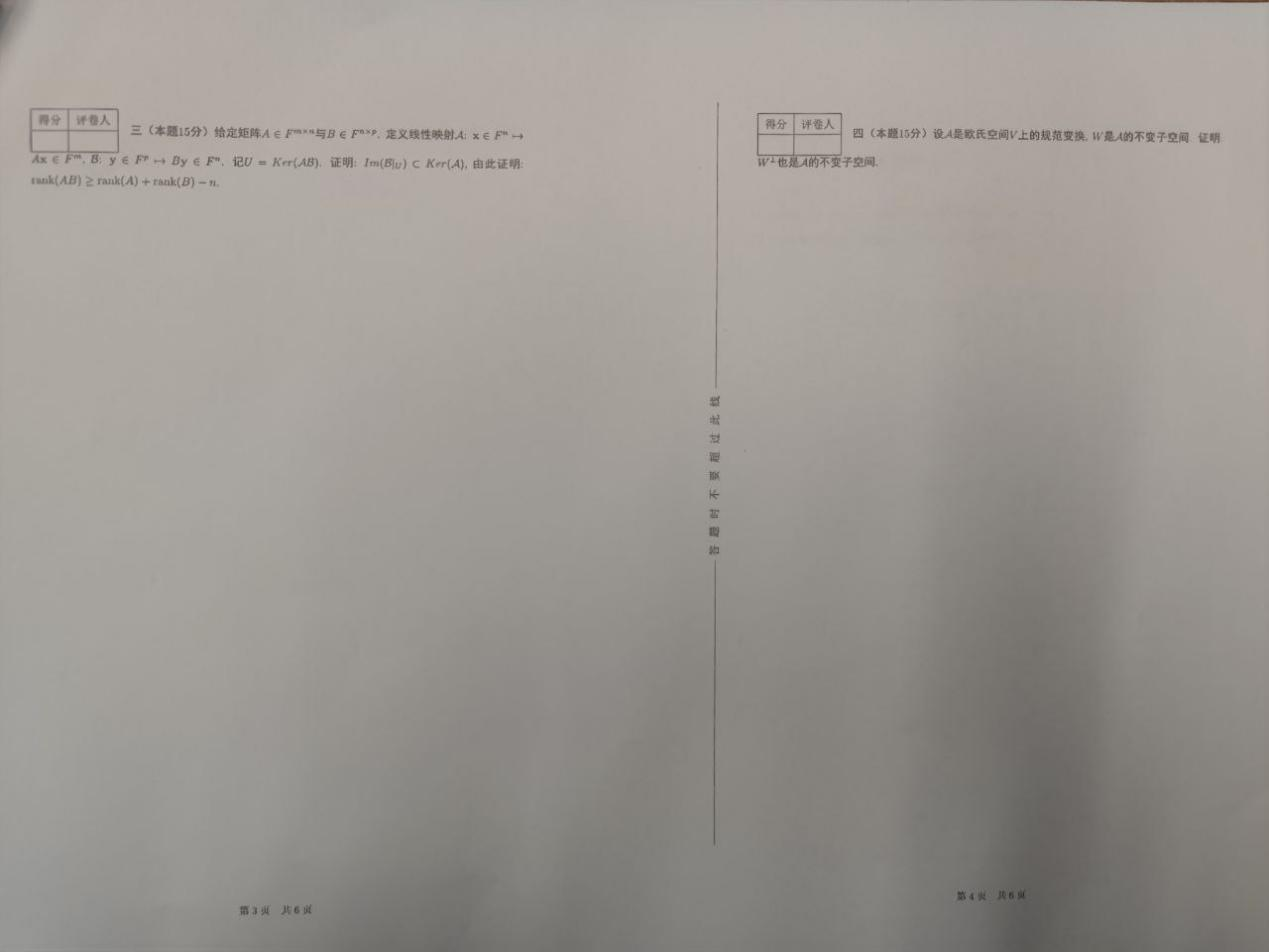 得分 评卷人
三（本题15分）给定矩阵A ∈ F^{m×n}与B ∈ F^{n×p}. 定义线性映射A: x ∈ F^n ↦
Ax ∈ F^m, B: y ∈ F^p ↦ By ∈ F^n. 记U = Ker(AB). 证明: Im(B|_U) ⊂ Ker(A), 由此证明:
rank(AB) ≥ rank(A) + rank(B) − n.
第3页 共6页
答题时不要超过此线
得分 评卷人
四（本题15分）设A是欧氏空间V上的规范变换, W是A的不变子空间. 证明:
W^⊥也是A的不变子空间.
第4页 共6页